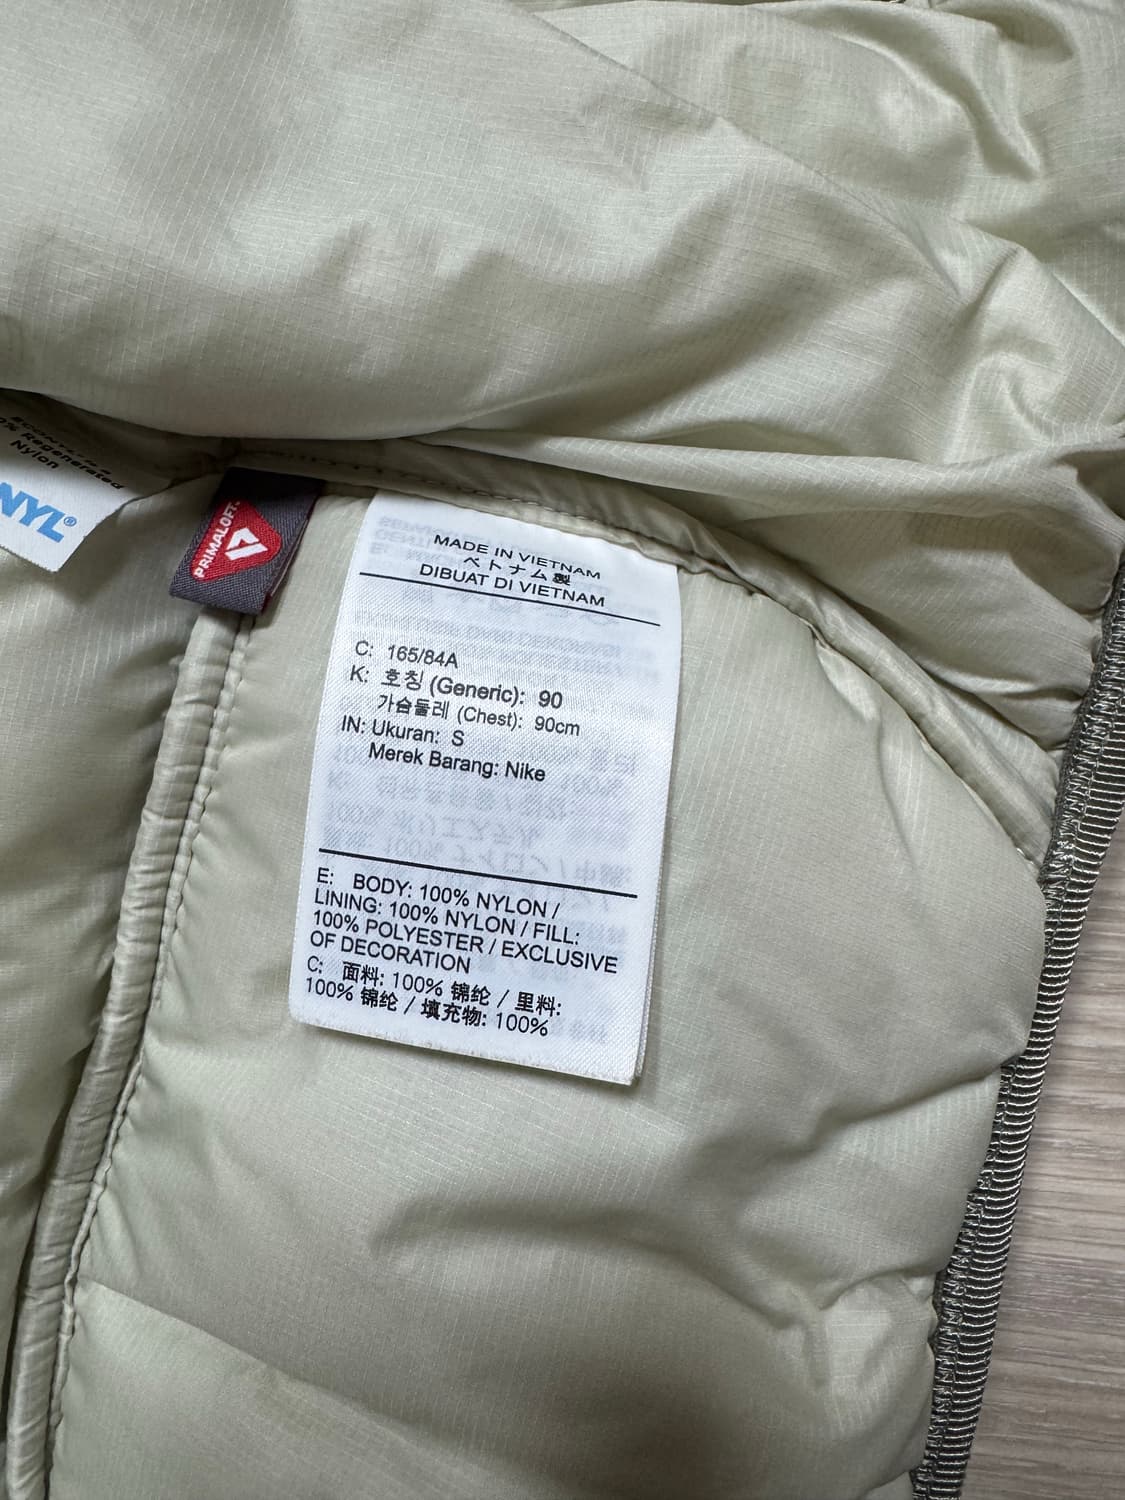 Regenerated
Nylon
NYL®
PRIMALOFT
MADE IN VIETNAM
ベトナム製
DIBUAT DI VIETNAM
C: 165/84A
K: 호칭 (Generic): 90
가슴둘레 (Chest): 90cm
IN: Ukuran: S
Merek Barang: Nike
E: BODY: 100% NYLON /
LINING: 100% NYLON / FILL:
100% POLYESTER / EXCLUSIVE
OF DECORATION
C: 面料: 100% 锦纶 / 里料:
100% 锦纶 / 填充物: 100%